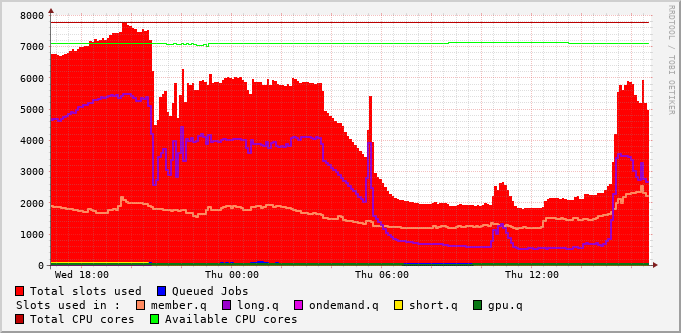 8000
7000
6000
5000
4000
3000
2000
1000
0
Wed 18:00 Thu 00:00 Thu 06:00 Thu 12:00
RRDTOOL / TOBI OETIKER
Total slots used Queued Jobs
Slots used in : member.q long.q ondemand.q short.q gpu.q
Total CPU cores Available CPU cores